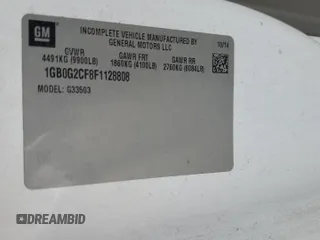 GM
INCOMPLETE VEHICLE MANUFACTURED BY
GENERAL MOTORS LLC
10/14
GVWR GAWR FRT GAWR RR
4491KG (9900LB) 1860KG (4100LB) 2760KG (6084LB)
1GB0G2CF8F1128808
MODEL: G33503
DREAMBID